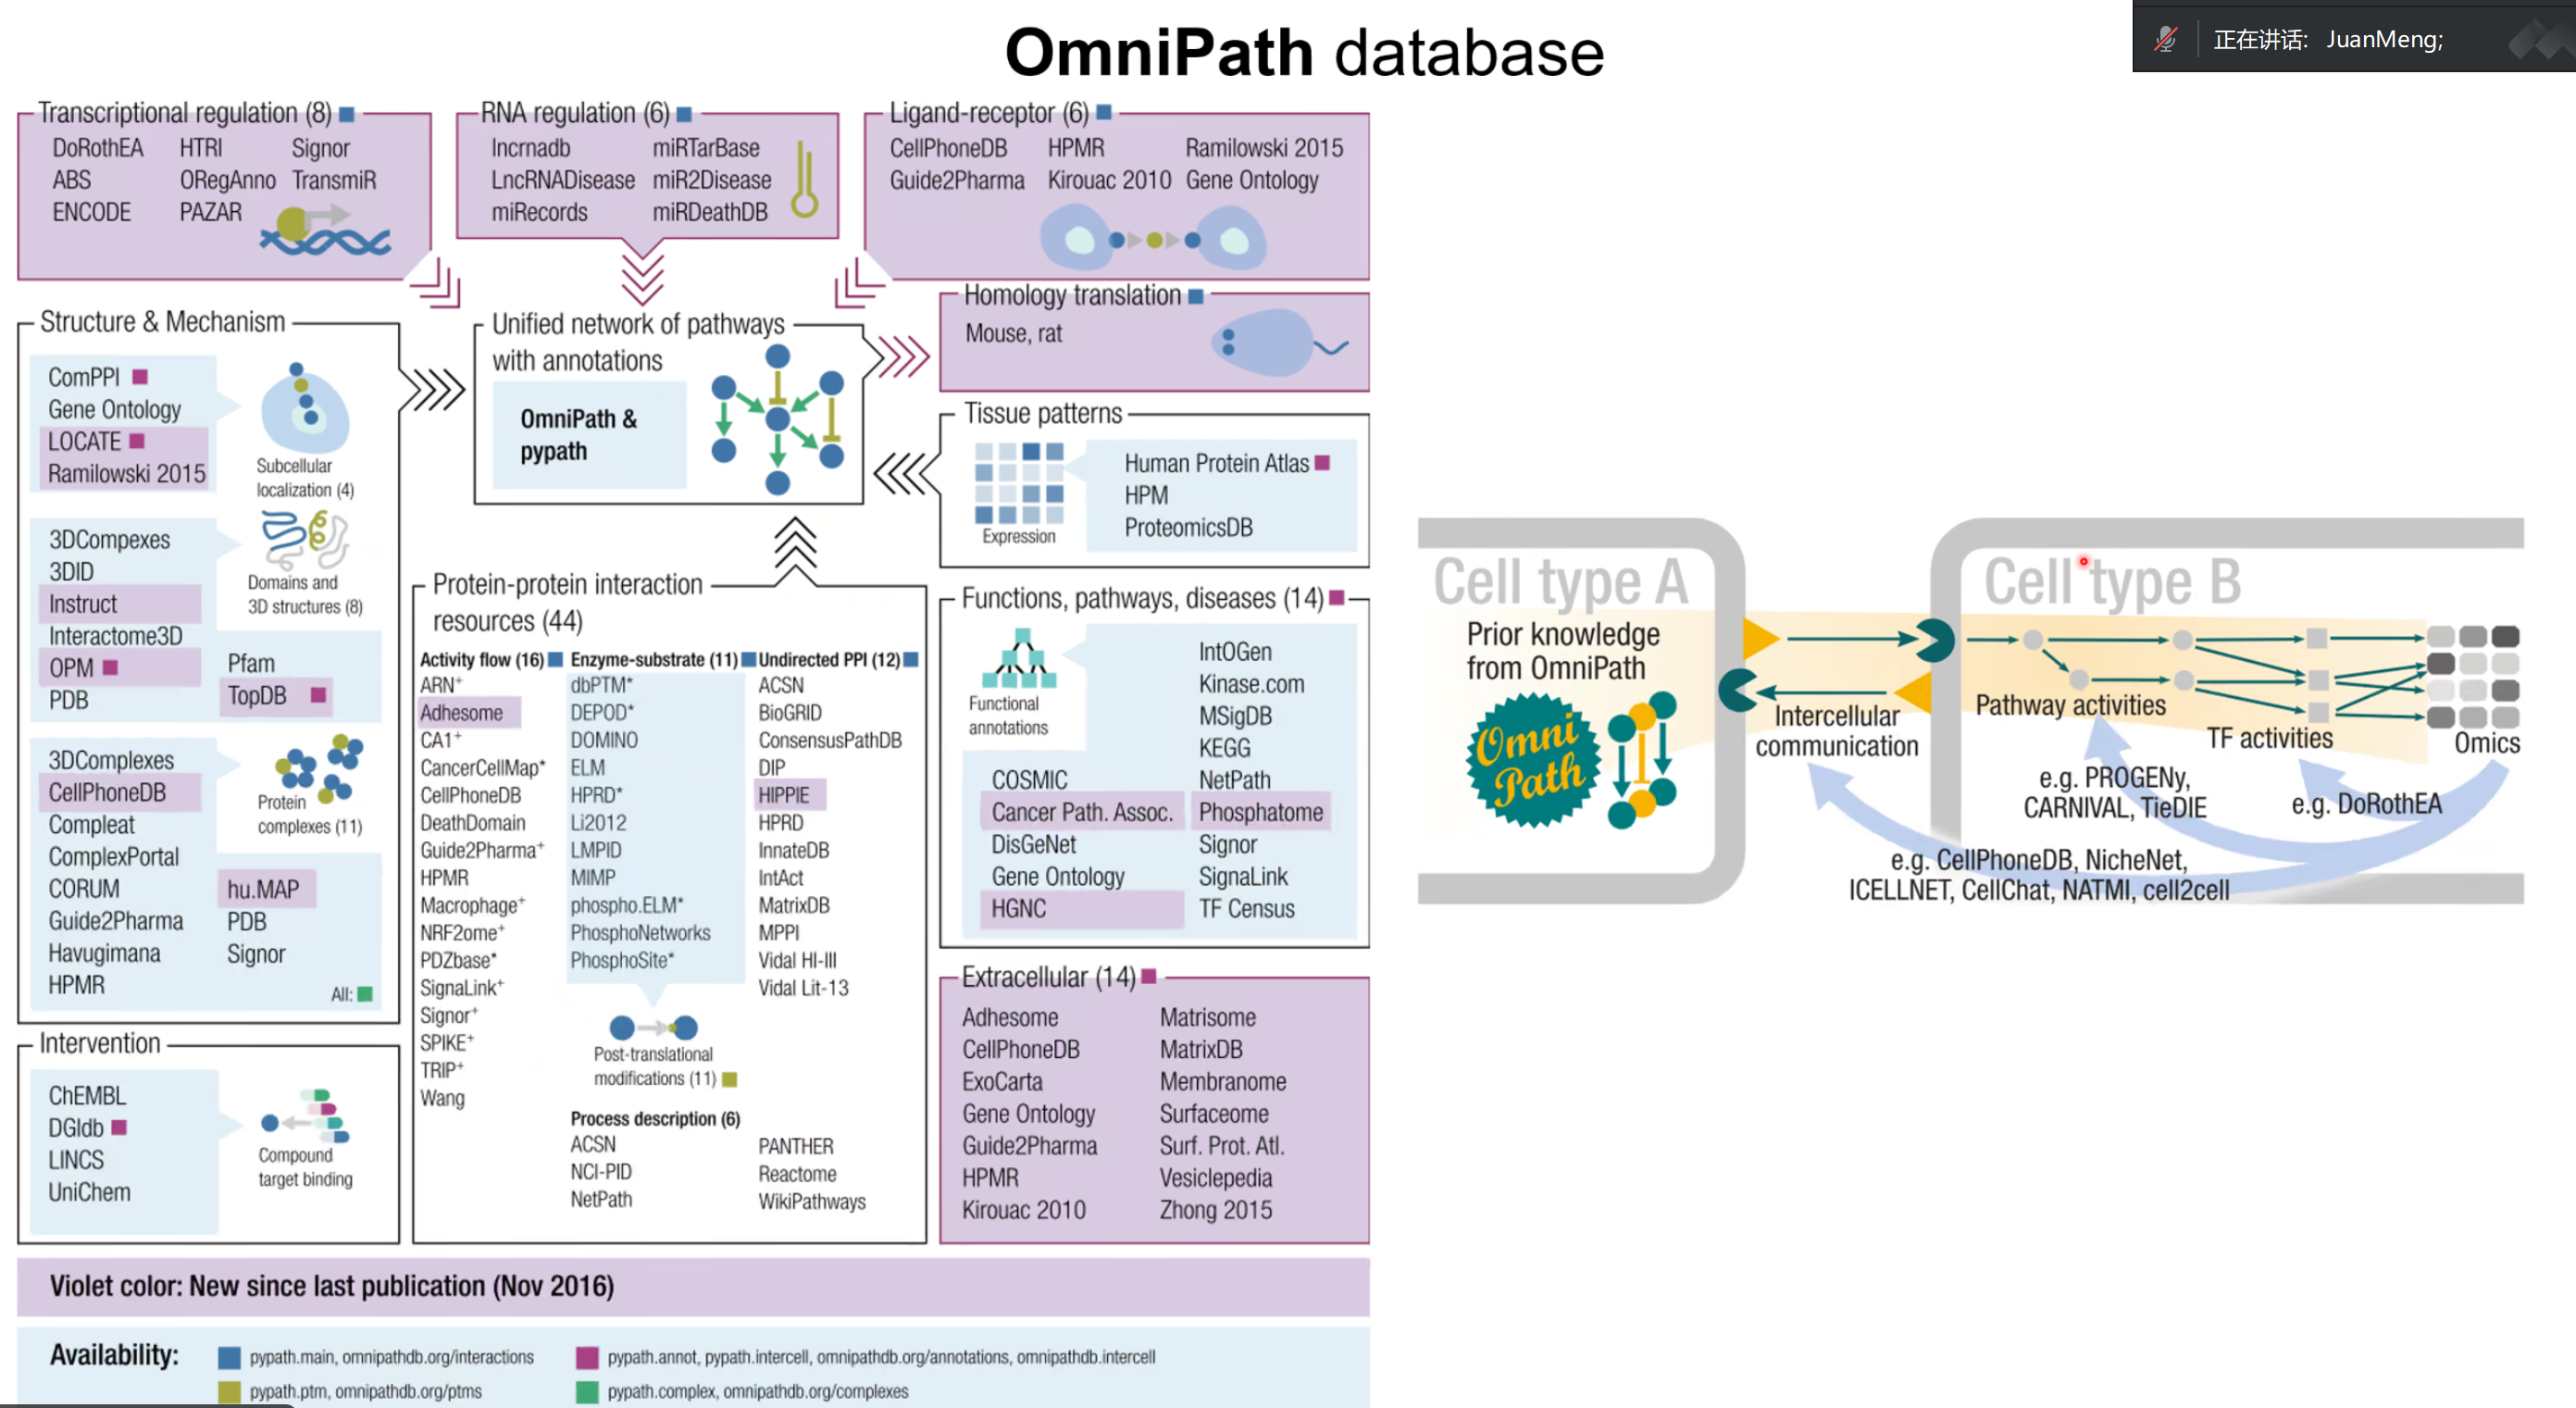 OmniPath database
正在讲话: JuanMeng;
Transcriptional regulation (8)
DoRothEA HTRI Signor
ABS ORegAnno TransmiR
ENCODE PAZAR
RNA regulation (6)
lncrnadb miRTarBase
LncRNADisease miR2Disease
miRecords miRDeathDB
Ligand-receptor (6)
CellPhoneDB HPMR Ramilowski 2015
Guide2Pharma Kirouac 2010 Gene Ontology
Homology translation
Mouse, rat
Structure & Mechanism
ComPPI
Gene Ontology
LOCATE
Ramilowski 2015
Subcellular
localization (4)
3DCompexes
3DID
Instruct
Interactome3D
OPM
PDB
Pfam
TopDB
Domains and
3D structures (8)
3DComplexes
CellPhoneDB
Compleat
ComplexPortal
CORUM
Guide2Pharma
Havugimana
HPMR
hu.MAP
PDB
Signor
Protein
complexes (11)
All:
Unified network of pathways
with annotations
OmniPath &
pypath
Tissue patterns
Expression
Human Protein Atlas
HPM
ProteomicsDB
Protein-protein interaction
resources (44)
Activity flow (16)
ARN+
Adhesome
CA1+
CancerCellMap*
CellPhoneDB
DeathDomain
Guide2Pharma+
HPMR
Macrophage+
NRF2ome+
PDZbase*
SignaLink+
Signor+
SPIKE+
TRIP+
Wang
Enzyme-substrate (11)
dbPTM*
DEPOD*
DOMINO
ELM
HPRD*
Li2012
LMPID
MIMP
phospho.ELM*
PhosphoNetworks
PhosphoSite*
Post-translational
modifications (11)
Undirected PPI (12)
ACSN
BioGRID
ConsensusPathDB
DIP
HIPPIE
HPRD
InnateDB
IntAct
MatrixDB
MPPI
Vidal HI-III
Vidal Lit-13
Process description (6)
ACSN PANTHER
NCI-PID Reactome
NetPath WikiPathways
Functions, pathways, diseases (14)
Functional
annotations
COSMIC
Cancer Path. Assoc.
DisGeNet
Gene Ontology
HGNC
IntOGen
Kinase.com
MSigDB
KEGG
NetPath
Phosphatome
Signor
SignaLink
TF Census
Extracellular (14)
Adhesome Matrisome
CellPhoneDB MatrixDB
ExoCarta Membranome
Gene Ontology Surfaceome
Guide2Pharma Surf. Prot. Atl.
HPMR Vesiclepedia
Kirouac 2010 Zhong 2015
Intervention
ChEMBL
DGIdb
LINCS
UniChem
Compound
target binding
Violet color: New since last publication (Nov 2016)
Availability:
pypath.main, omnipathdb.org/interactions
pypath.annot, pypath.intercell, omnipathdb.org/annotations, omnipathdb.intercell
pypath.ptm, omnipathdb.org/ptms
pypath.complex, omnipathdb.org/complexes
Cell type A
Prior knowledge
from OmniPath
Omni
Path
Intercellular
communication
Cell type B
Pathway activities
TF activities
Omics
e.g. PROGENy,
CARNIVAL, TieDIE
e.g. DoRothEA
e.g. CellPhoneDB, NicheNet,
ICELLNET, CellChat, NATMI, cell2cell